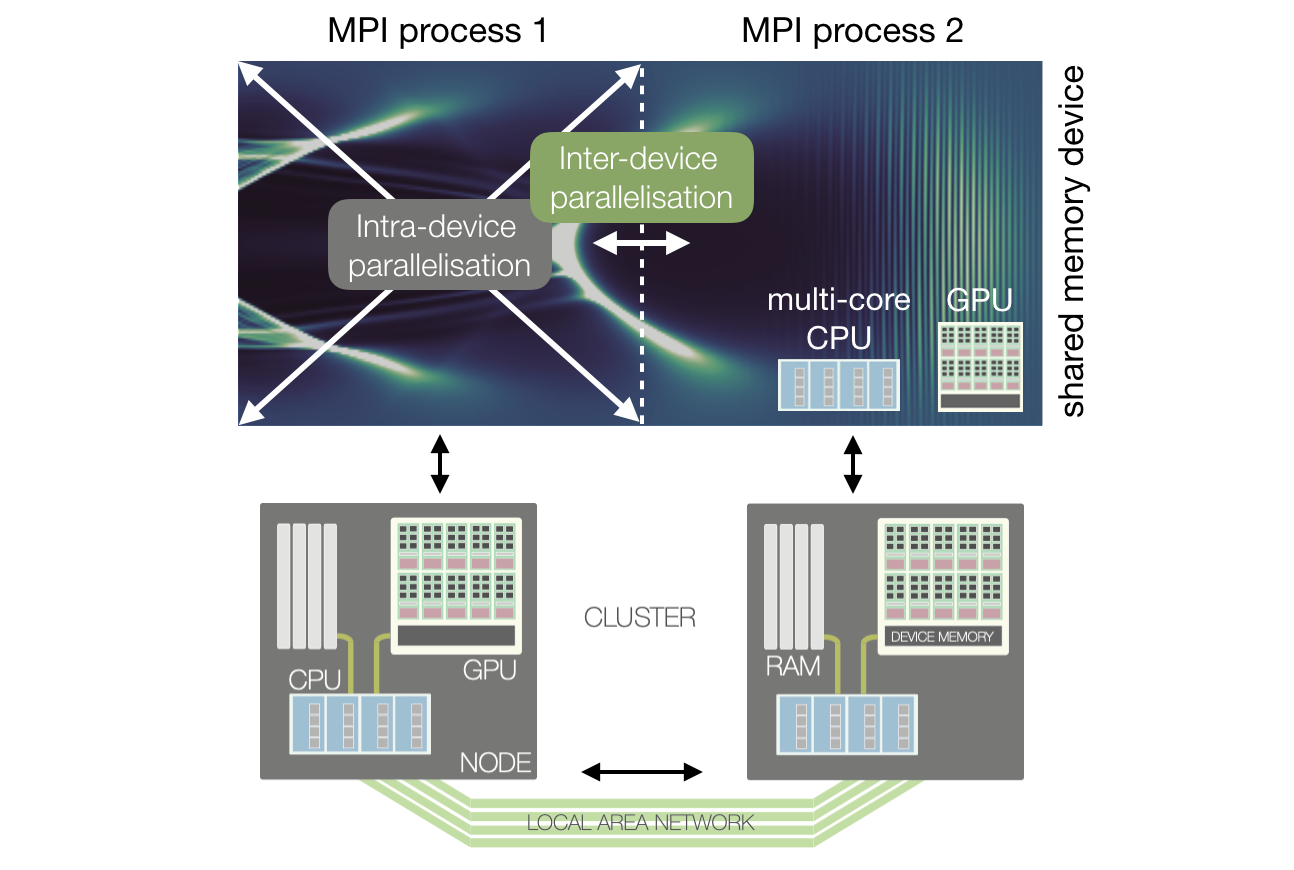 MPI process 1
MPI process 2
shared memory device
Inter-device
parallelisation
Intra-device
parallelisation
multi-core
CPU
GPU
CLUSTER
CPU
GPU
NODE
RAM
DEVICE MEMORY
LOCAL AREA NETWORK